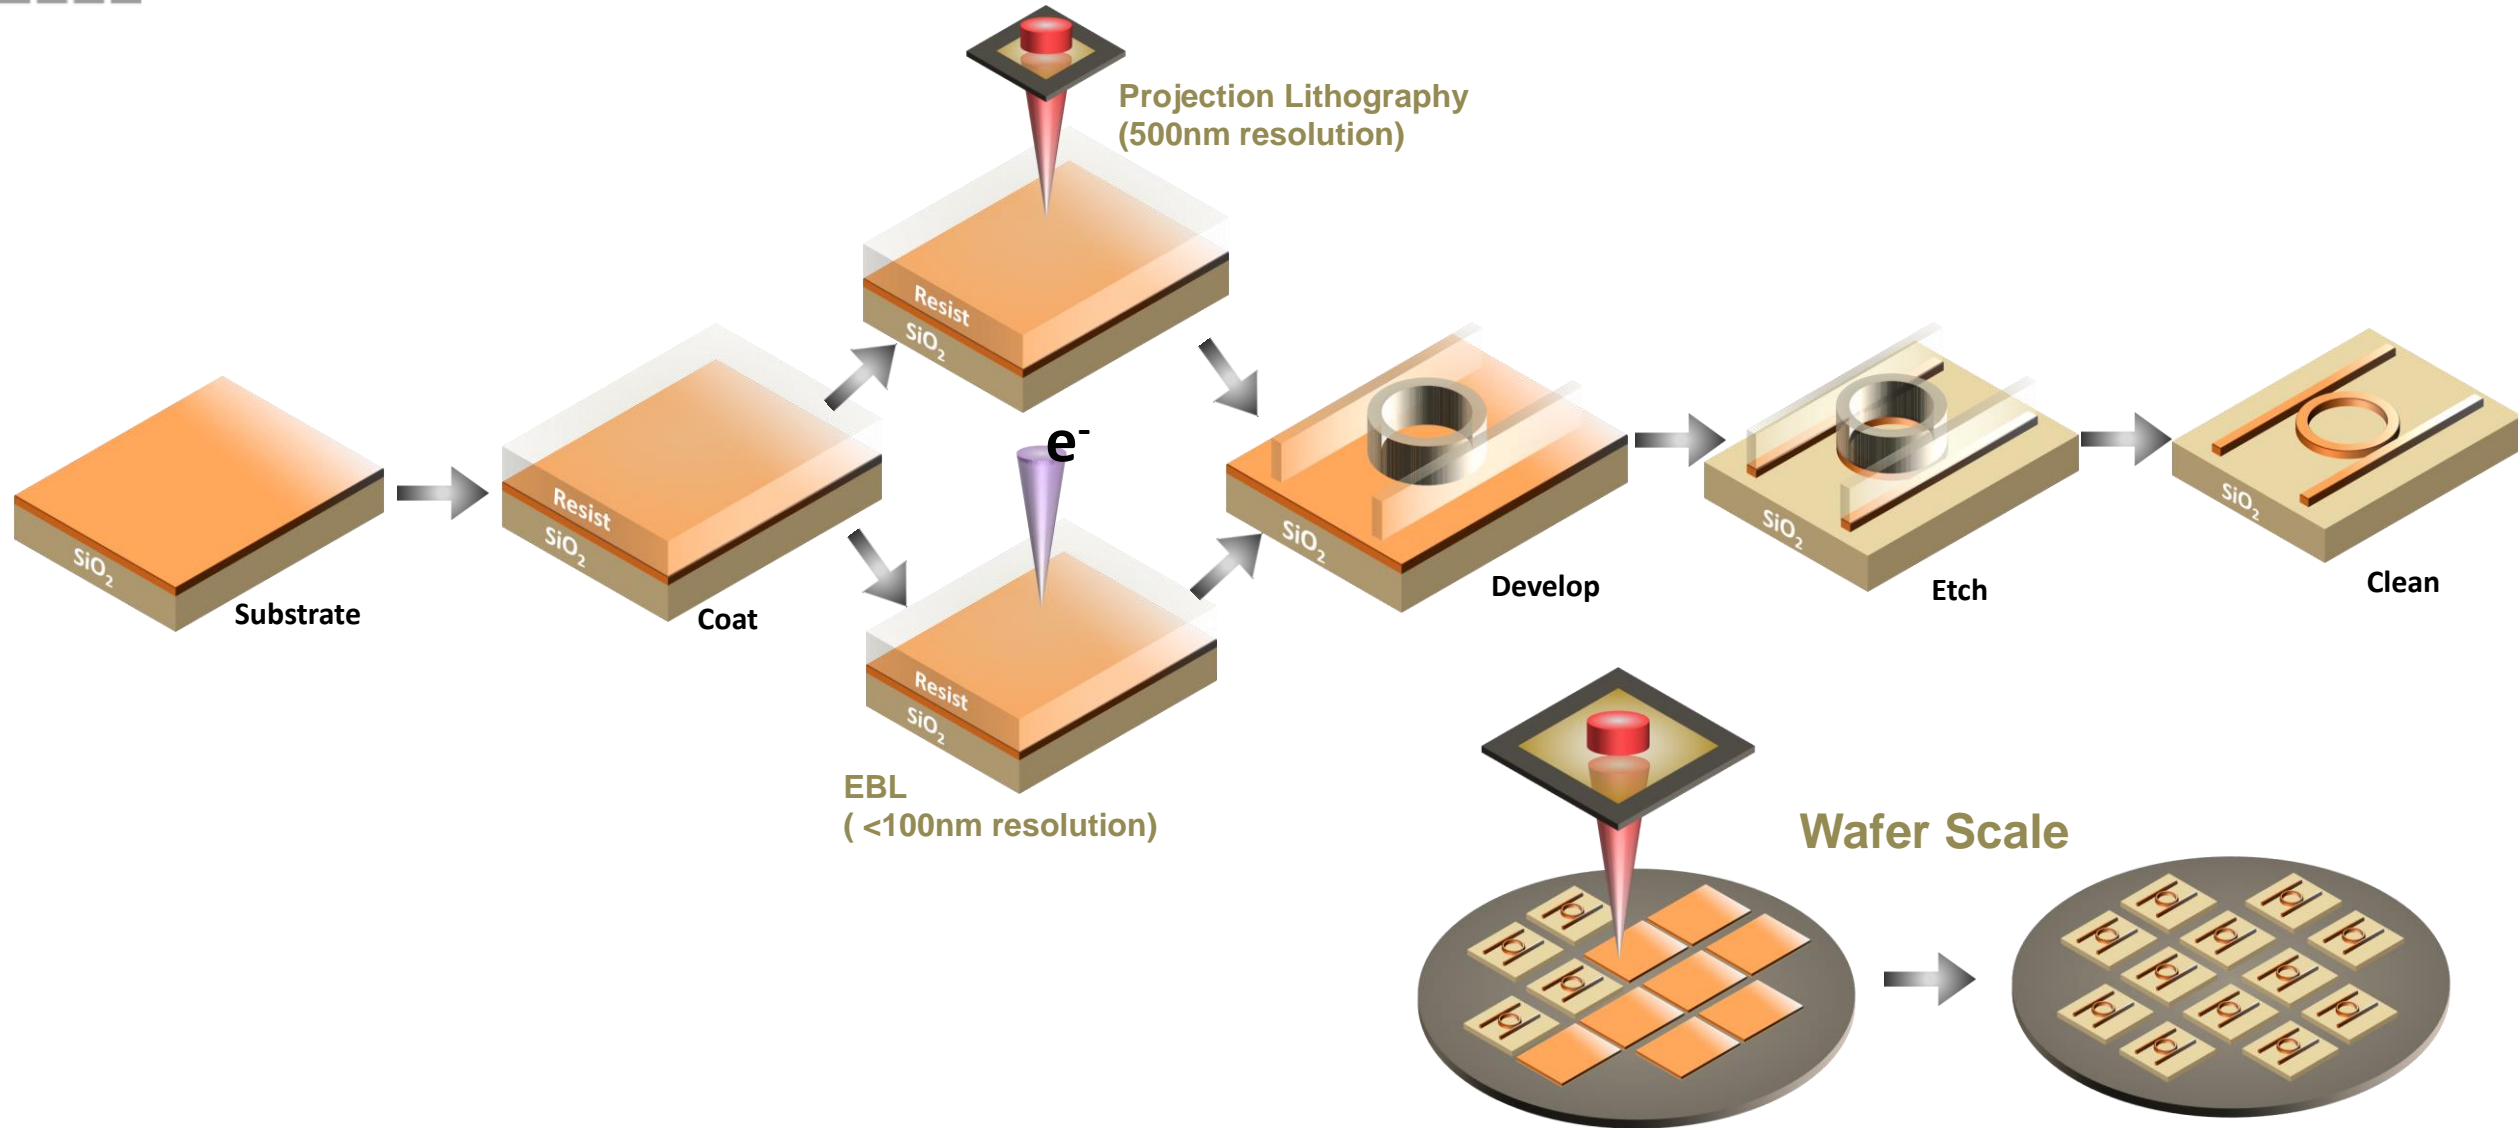 Projection Lithography
(500nm resolution)
Resist
SiO2
e-
SiO2
Substrate
Resist
SiO2
Coat
Resist
SiO2
EBL
( <100nm resolution)
SiO2
Develop
SiO2
Etch
SiO2
Clean
Wafer Scale